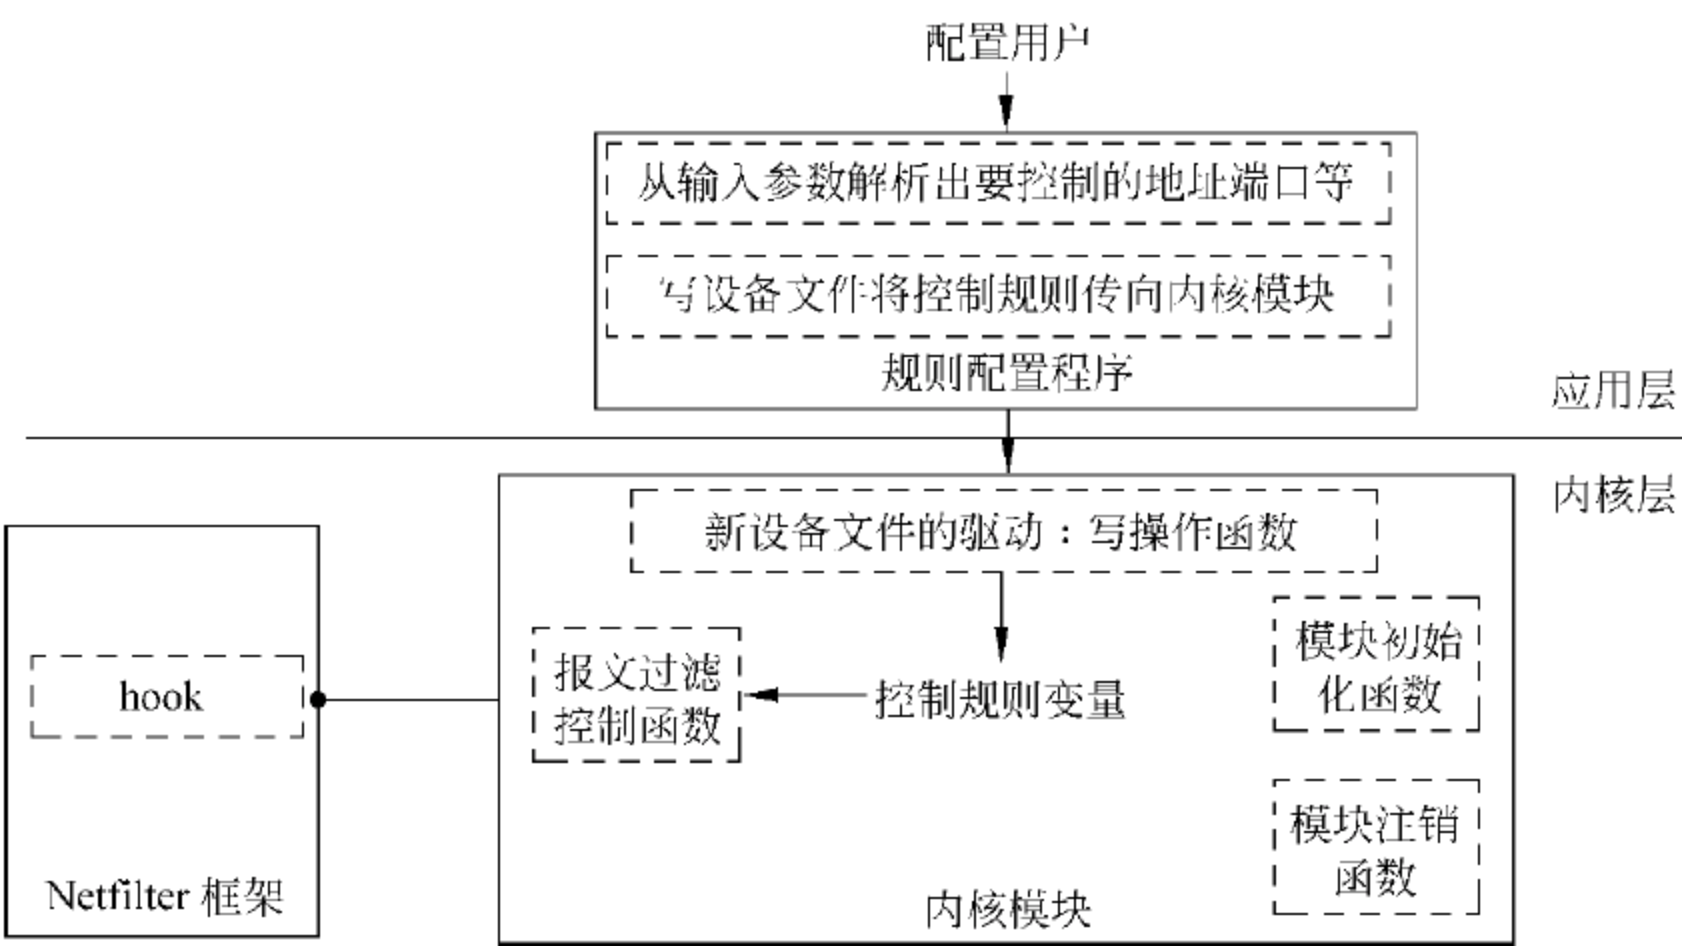 配置用户
从输入参数解析出要控制的地址端口等
写设备文件将控制规则传向内核模块
规则配置程序
应用层
内核层
新设备文件的驱动：写操作函数
报文过滤
控制函数
控制规则变量
模块初始
化函数
模块注销
函数
内核模块
hook
Netfilter 框架